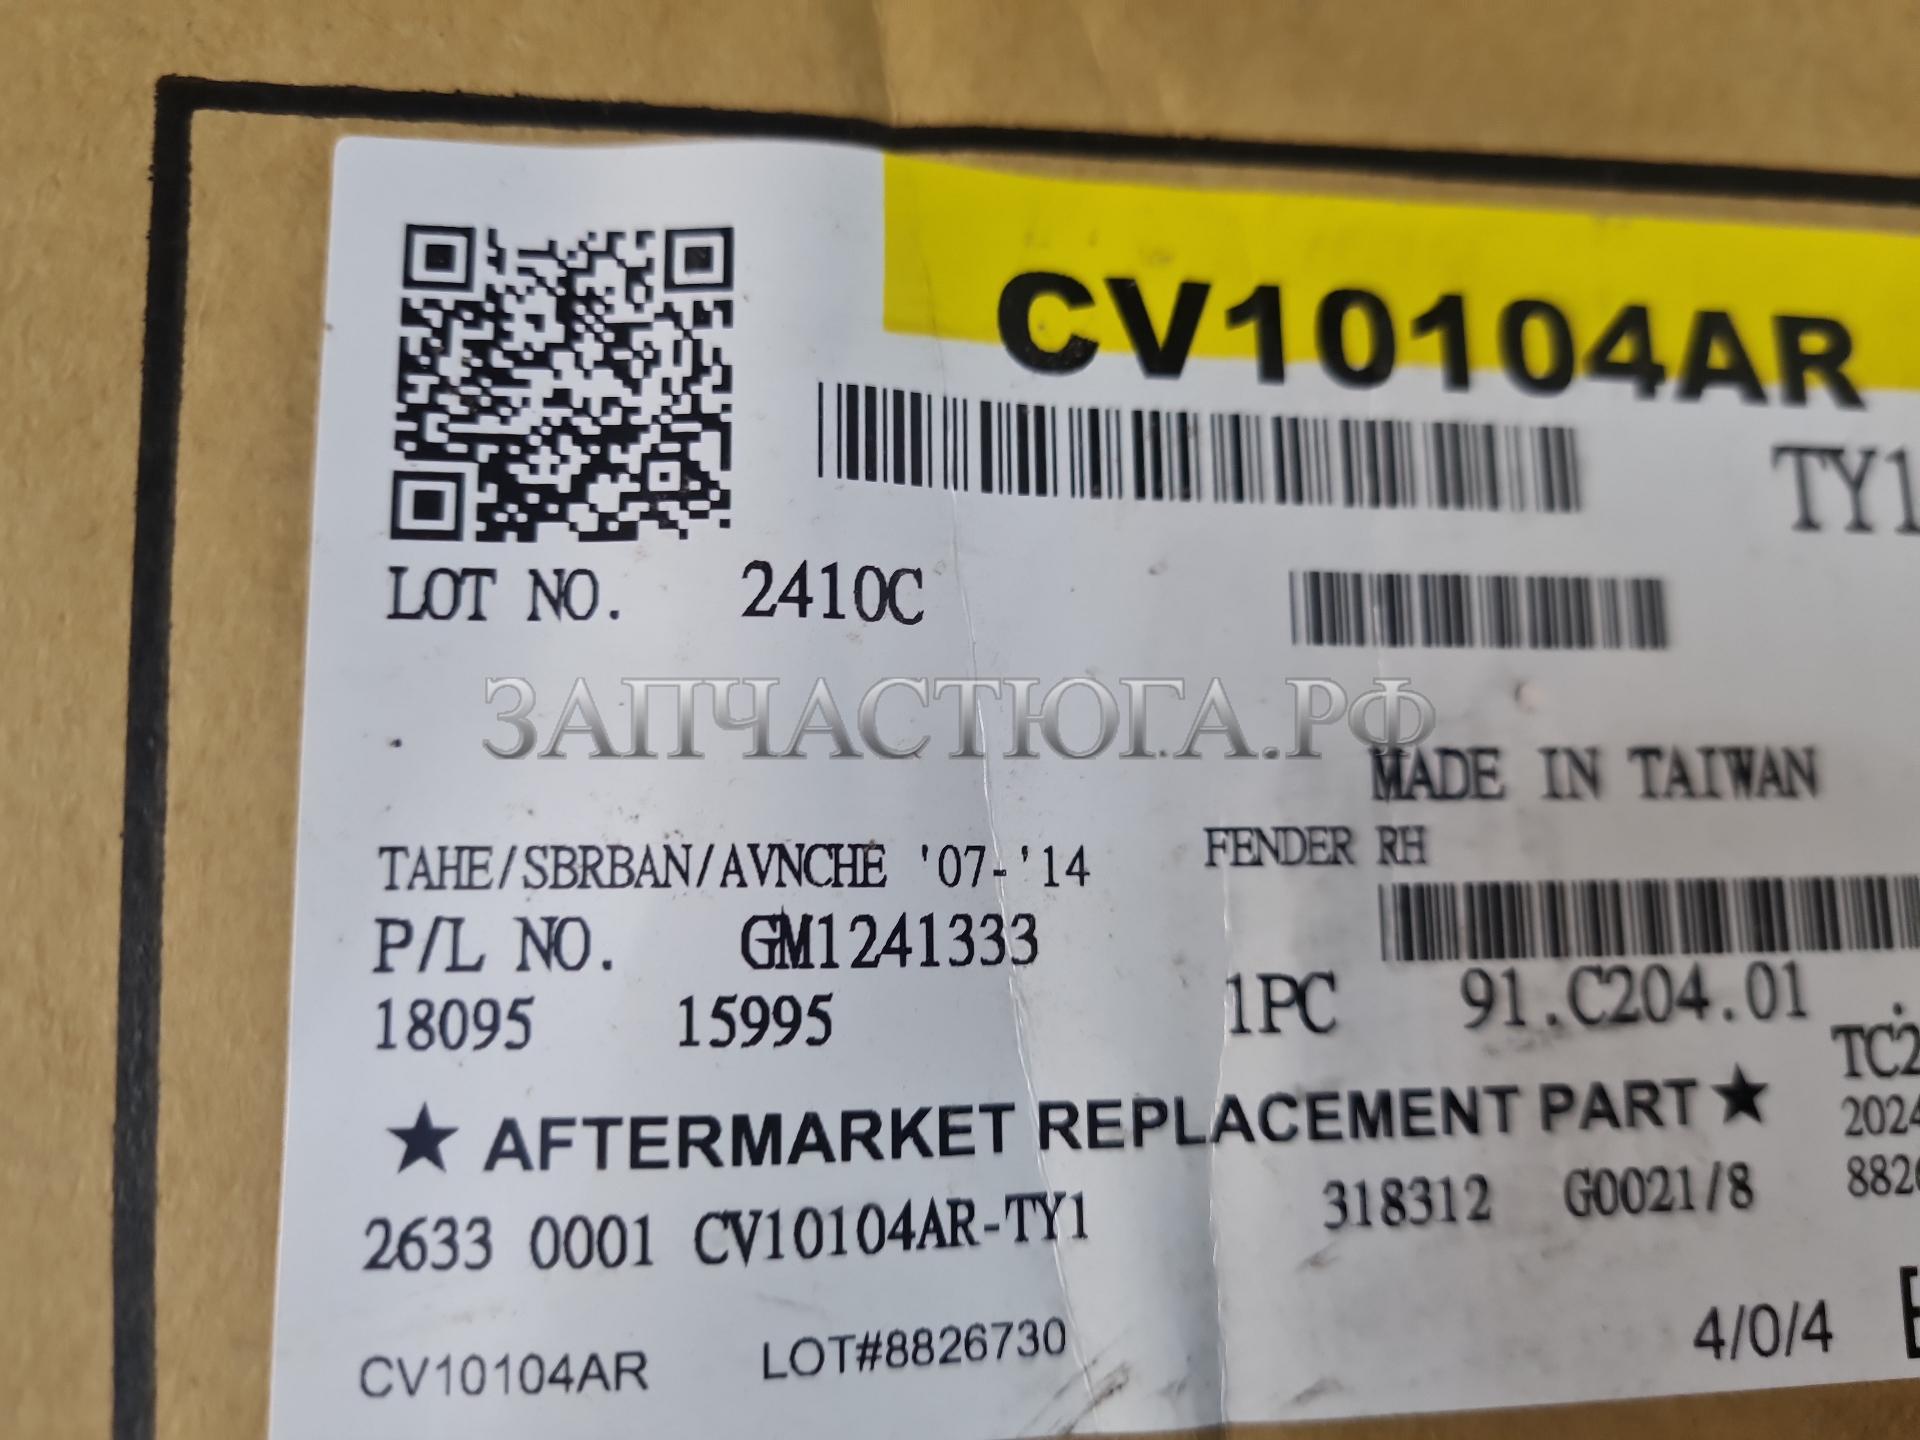 CV10104AR
TY1
LOT NO. 2410C
ЗАПЧАСТЮГА.РФ
MADE IN TAIWAN
TAHE/SBRBAN/AVNCHE '07-'14 FENDER RH
P/L NO. GM1241333
18095 15995 1PC 91.C204.01
TC2
★ AFTERMARKET REPLACEMENT PART ★
2024
2633 0001 CV10104AR-TY1 318312 G0021/8
882
4/0/4
CV10104AR LOT#8826730